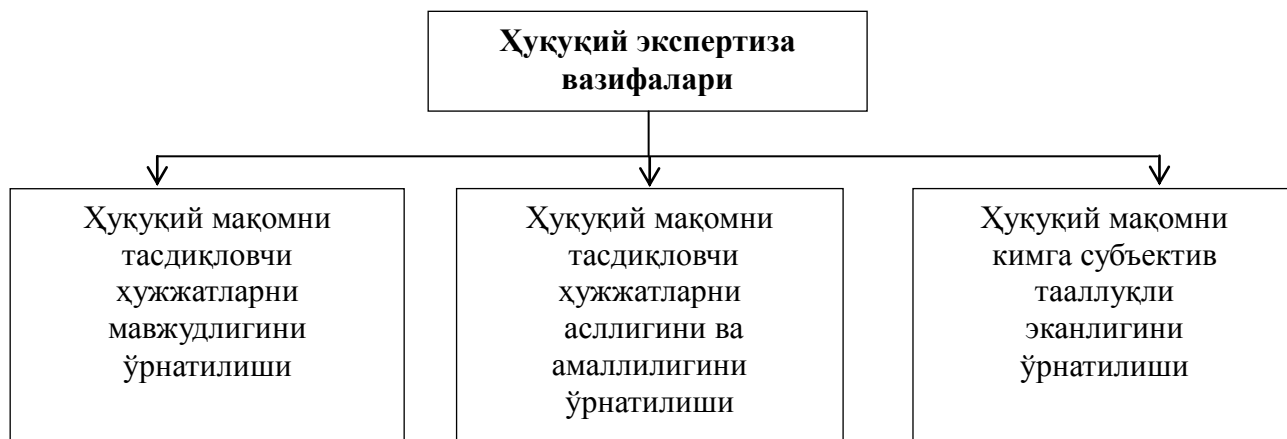 Ҳуқуқий экспертиза
вазифалари
Ҳуқуқий мақомни
тасдиқловчи
ҳужжатларни
мавжудлигини
ўрнатилиши
Ҳуқуқий мақомни
тасдиқловчи
ҳужжатларни
асллигини ва
амаллилигини
ўрнатилиши
Ҳуқуқий мақомни
кимга субъектив
тааллуқли
эканлигини
ўрнатилиши